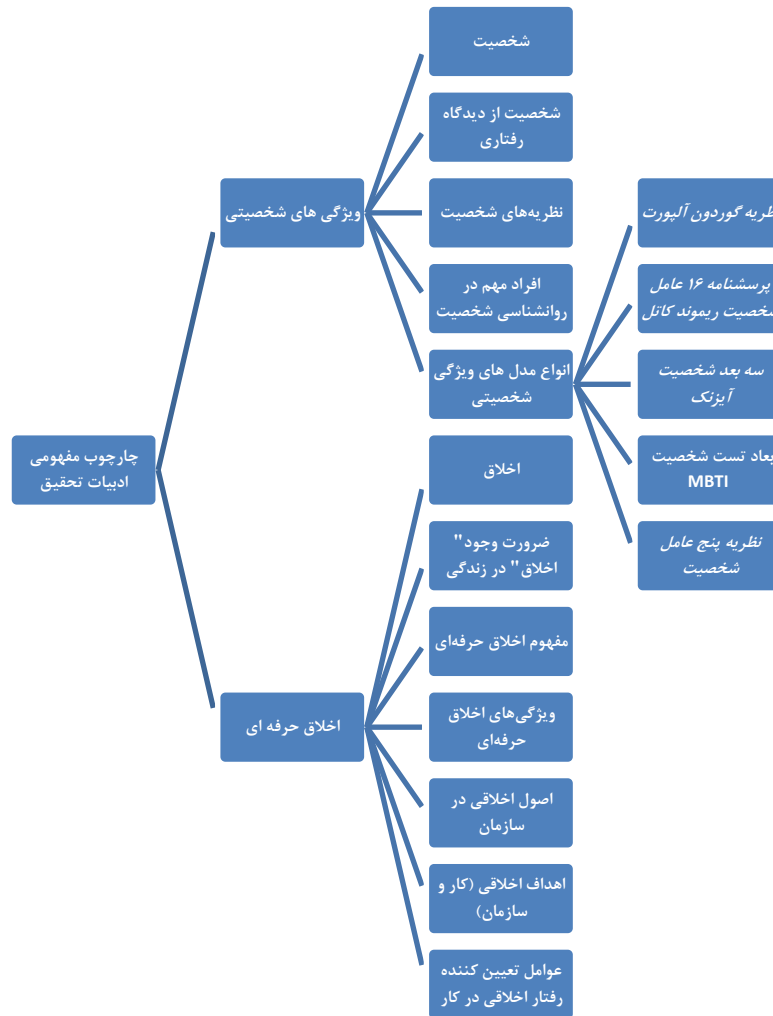 شخصیت
شخصیت از دیدگاه
رفتاری
ویژگی های شخصیتی
نظریه‌های شخصیت
افراد مهم در
روانشناسی شخصیت
انواع مدل های ویژگی
شخصیتی
ظریه گوردون آلپورت
پرسشنامه ۱۶ عامل
شخصیت ریموند کاتل
سه بعد شخصیت
آیزنک
بعاد تست شخصیت
MBTI
نظریه پنج عامل
شخصیت
چارچوب مفهومی
ادبیات تحقیق
اخلاق
ضرورت وجود"
اخلاق" در زندگی
مفهوم اخلاق حرفه‌ای
اخلاق حرفه ای
ویژگی‌های اخلاق
حرفه‌ای
اصول اخلاقی در
سازمان
اهداف اخلاقی (کار و
سازمان)
عوامل تعیین کننده
رفتار اخلاقی در کار